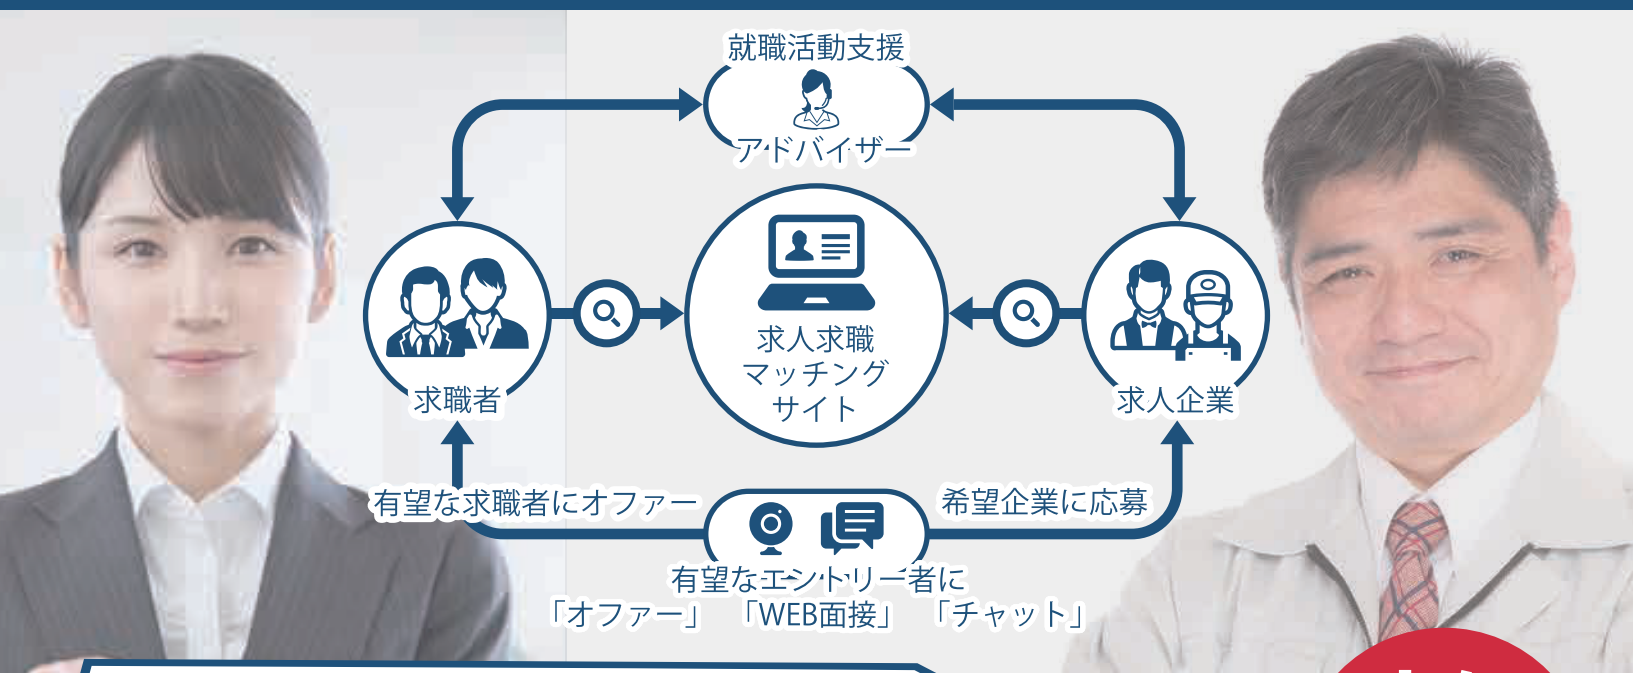 就職活動支援
アドバイザー
求人求職
マッチング
サイト
求職者
求人企業
有望な求職者にオファー
希望企業に応募
有望なエントリー者に
「オファー」 「WEB面接」 「チャット」